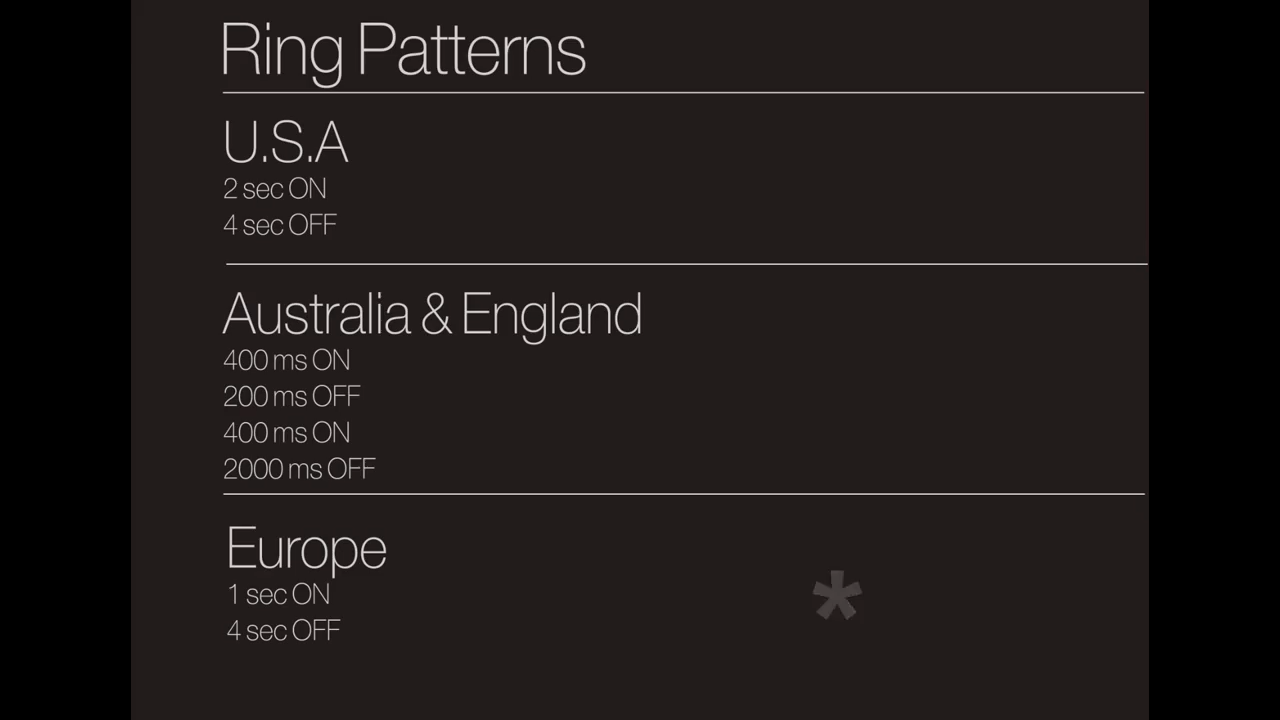 Ring Patterns
U.S.A
2 sec ON
4 sec OFF
Australia & England
400 ms ON
200 ms OFF
400 ms ON
2000 ms OFF
Europe
1 sec ON
4 sec OFF
*